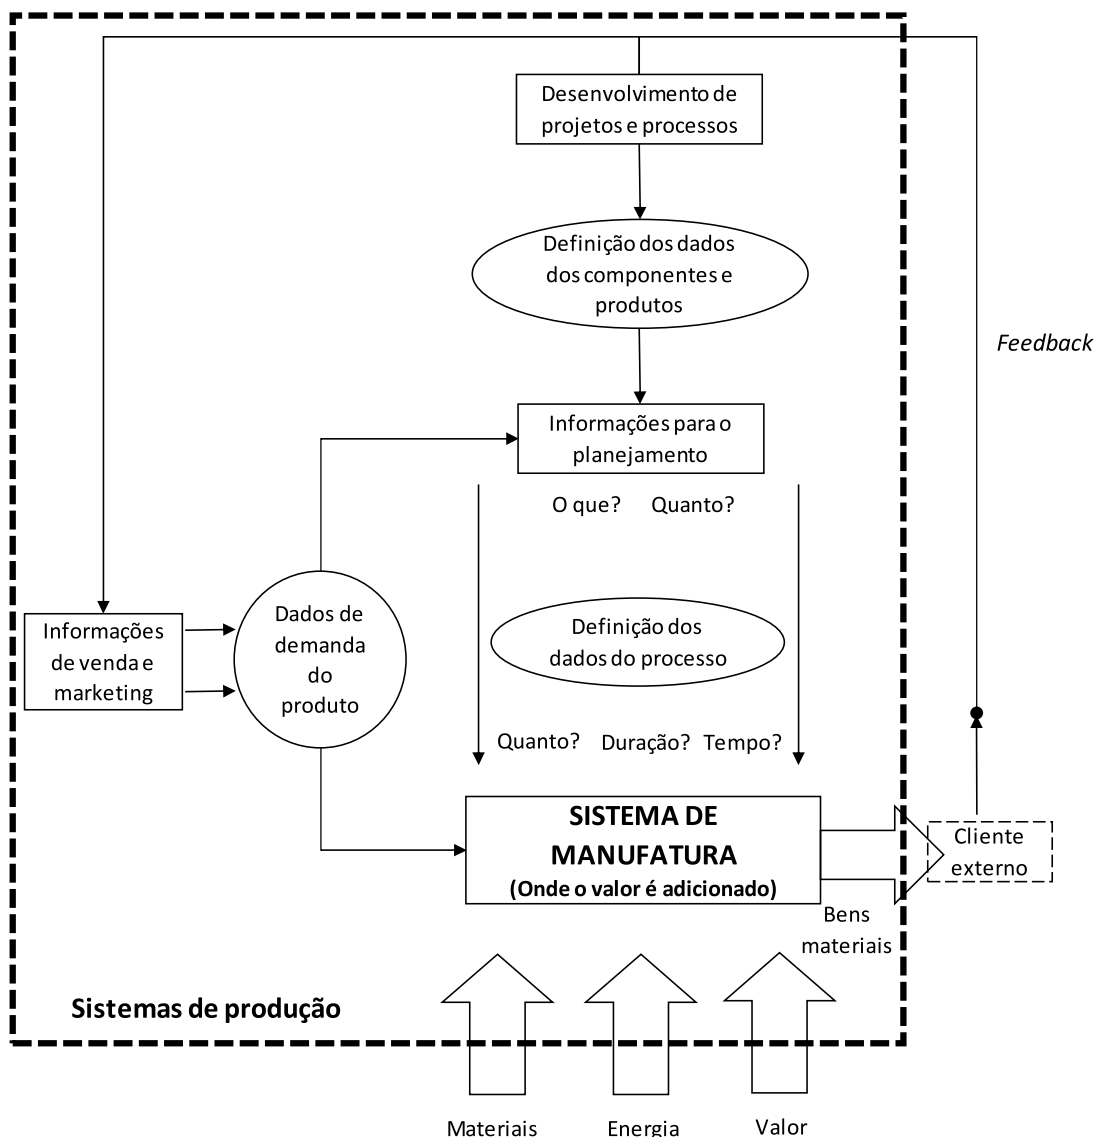 Desenvolvimento de
projetos e processos
Definição dos dados
dos componentes e
produtos
Feedback
Informações para o
planejamento
O que? Quanto?
Informações
de venda e
marketing
Dados de
demanda
do
produto
Definição dos
dados do processo
Quanto? Duração? Tempo?
SISTEMA DE
MANUFATURA
(Onde o valor é adicionado)
Cliente
externo
Bens
materiais
Sistemas de produção
Materiais Energia Valor